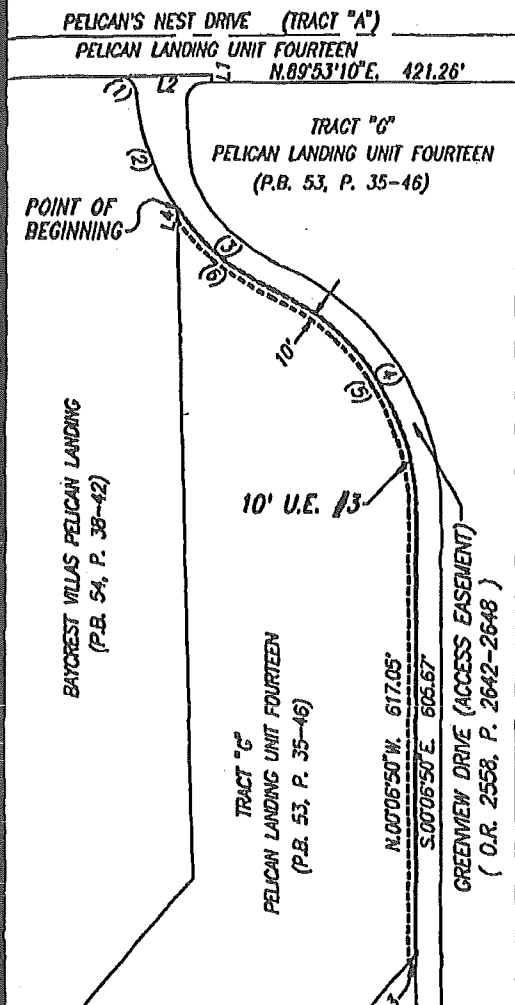 PELICAN'S NEST DRIVE (TRACT "A")
PELICAN LANDING UNIT FOURTEEN
N.89°53'10"E. 421.26'
L1
L2
(1)
TRACT "G"
PELICAN LANDING UNIT FOURTEEN
(P.B. 53, P. 35-46)
(2)
POINT OF
BEGINNING
L4
(3)
(6)
10'
(4)
(5)
10' U.E. #3
BAYCREST VILLAS PELICAN LANDING
(P.B. 54, P. 38-42)
TRACT "G"
PELICAN LANDING UNIT FOURTEEN
(P.B. 53, P. 35-46)
N.00°06'50"W. 617.05'
S.00°06'50"E. 605.67'
GREENVIEW DRIVE (ACCESS EASEMENT)
( O.R. 2558, P. 2642-2648 )